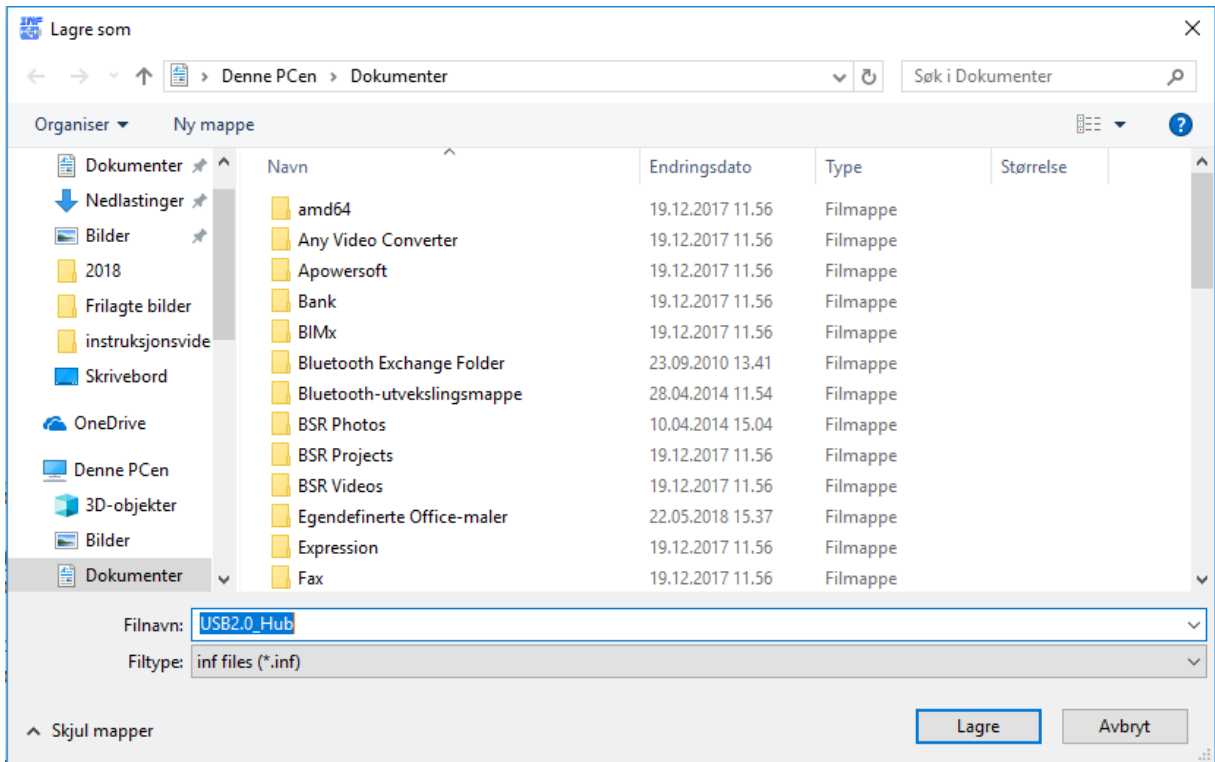 Lagre som
Denne PCen > Dokumenter
Søk i Dokumenter
Organiser
Ny mappe
Dokumenter
Nedlastinger
Bilder
2018
Frilagte bilder
instruksjonsvide
Skrivebord
OneDrive
Denne PCen
3D-objekter
Bilder
Dokumenter
Navn Endringsdato Type Størrelse
amd64 19.12.2017 11.56 Filmappe
Any Video Converter 19.12.2017 11.56 Filmappe
Apowersoft 19.12.2017 11.56 Filmappe
Bank 19.12.2017 11.56 Filmappe
BIMx 19.12.2017 11.56 Filmappe
Bluetooth Exchange Folder 23.09.2010 13.41 Filmappe
Bluetooth-utvekslingsmappe 28.04.2014 11.54 Filmappe
BSR Photos 10.04.2014 15.04 Filmappe
BSR Projects 19.12.2017 11.56 Filmappe
BSR Videos 19.12.2017 11.56 Filmappe
Egendefinerte Office-maler 22.05.2018 15.37 Filmappe
Expression 19.12.2017 11.56 Filmappe
Fax 19.12.2017 11.56 Filmappe
Filnavn: USB2.0_Hub
Filtype: inf files (*.inf)
Skjul mapper
Lagre
Avbryt